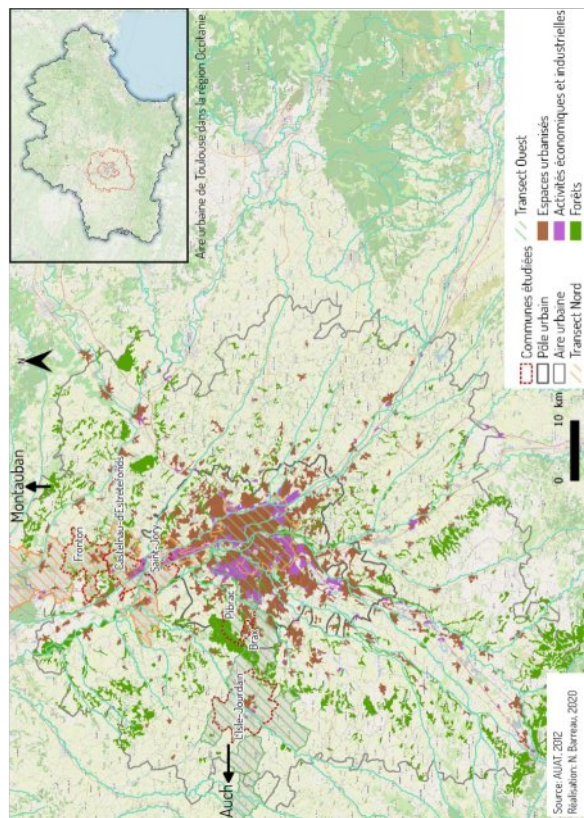 Aire urbaine de Toulouse dans la région Occitanie
N
Montauban
Fronton
Castelnau-d'Estrétefonds
Saint-Jory
Pibrac
Brax
L'Isle-Jourdain
Auch
Communes étudiées
Pôle urbain
Aire urbaine
Transect Nord
Transect Ouest
Espaces urbanisés
Activités économiques et industrielles
Forêts
0 10 km
Source: AUAT, 2012
Réalisation: N. Barreau, 2020